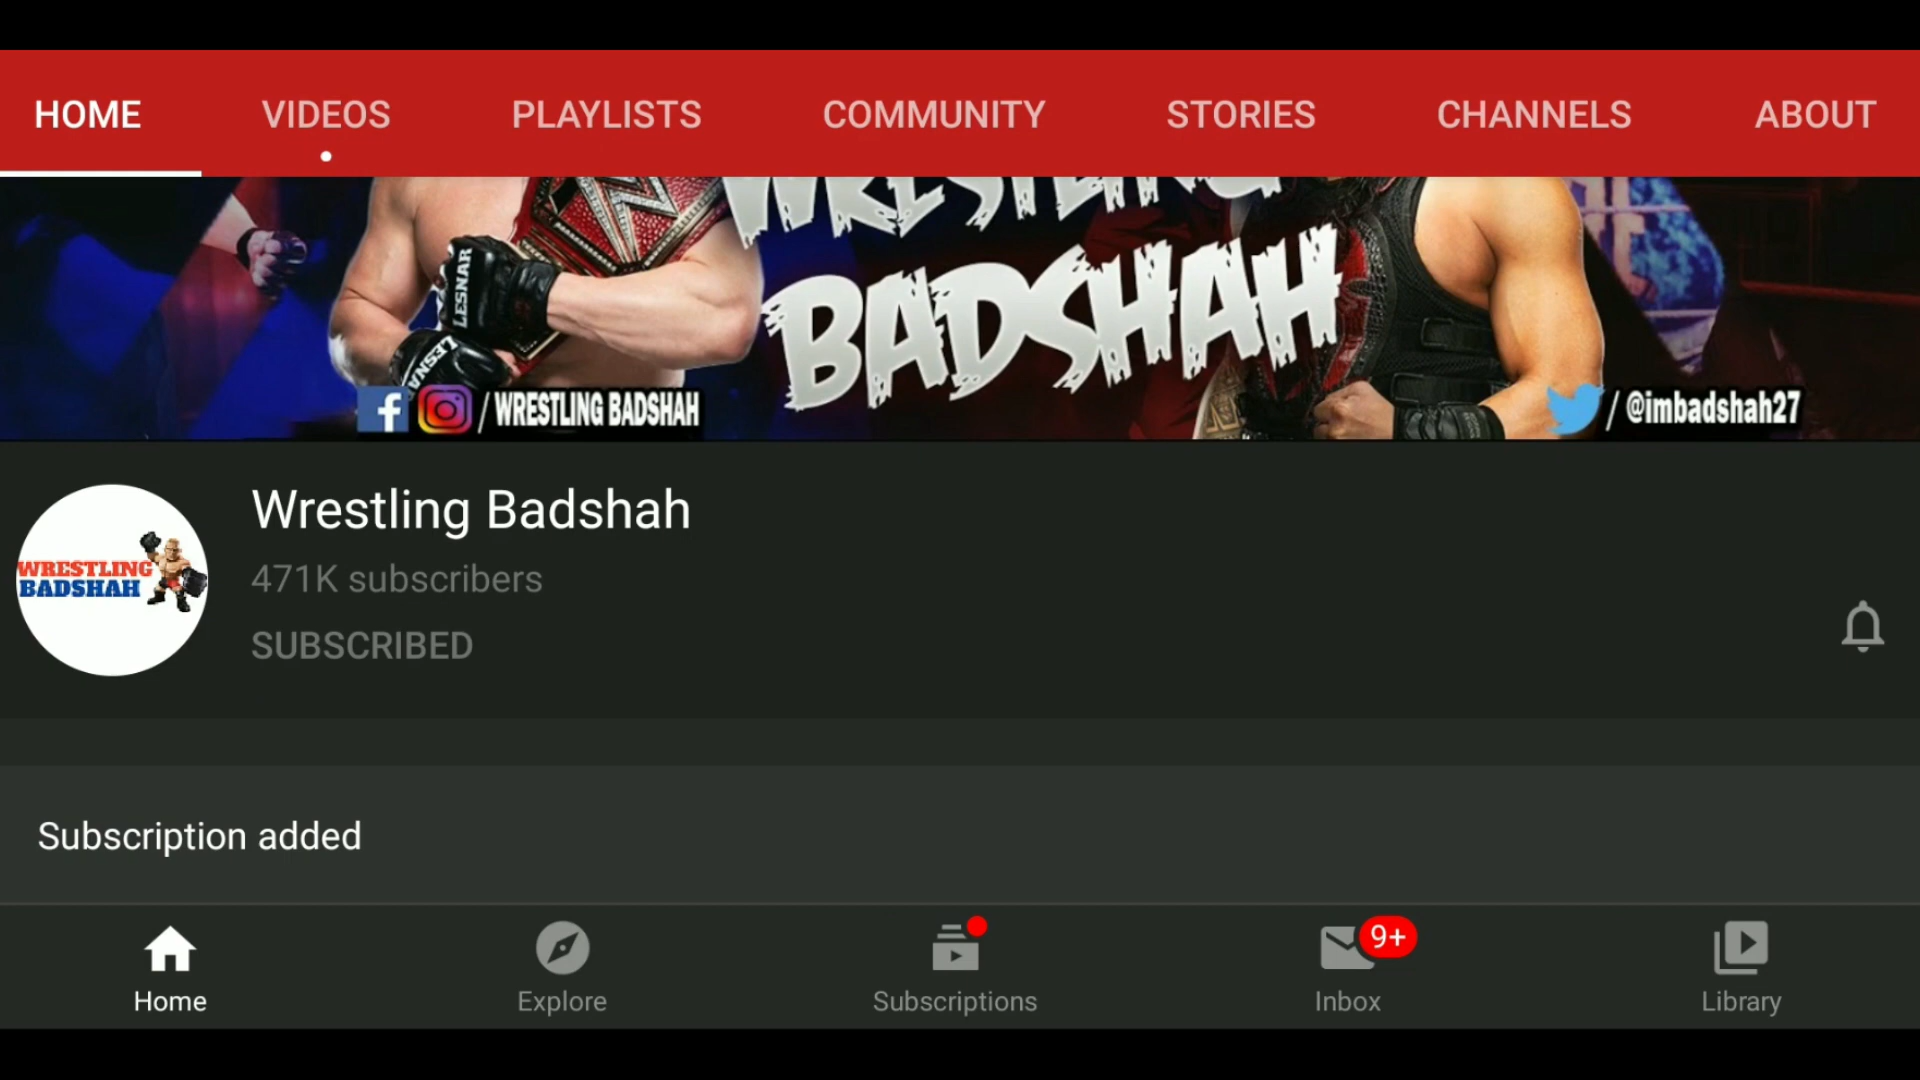 HOME VIDEOS PLAYLISTS COMMUNITY STORIES CHANNELS ABOUT
WRESTLING
BADSHAH
LESNAR
/ WRESTLING BADSHAH
/ @imbadshah27
Wrestling Badshah
471K subscribers
SUBSCRIBED
WRESTLING
BADSHAH
Subscription added
9+
Home Explore Subscriptions Inbox Library